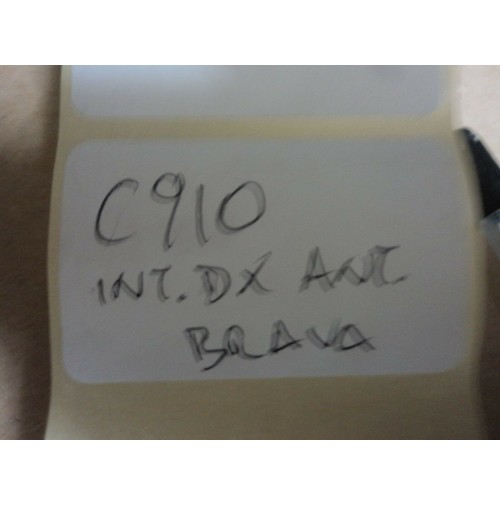 C910
INT. DX ANT.
BRAVA